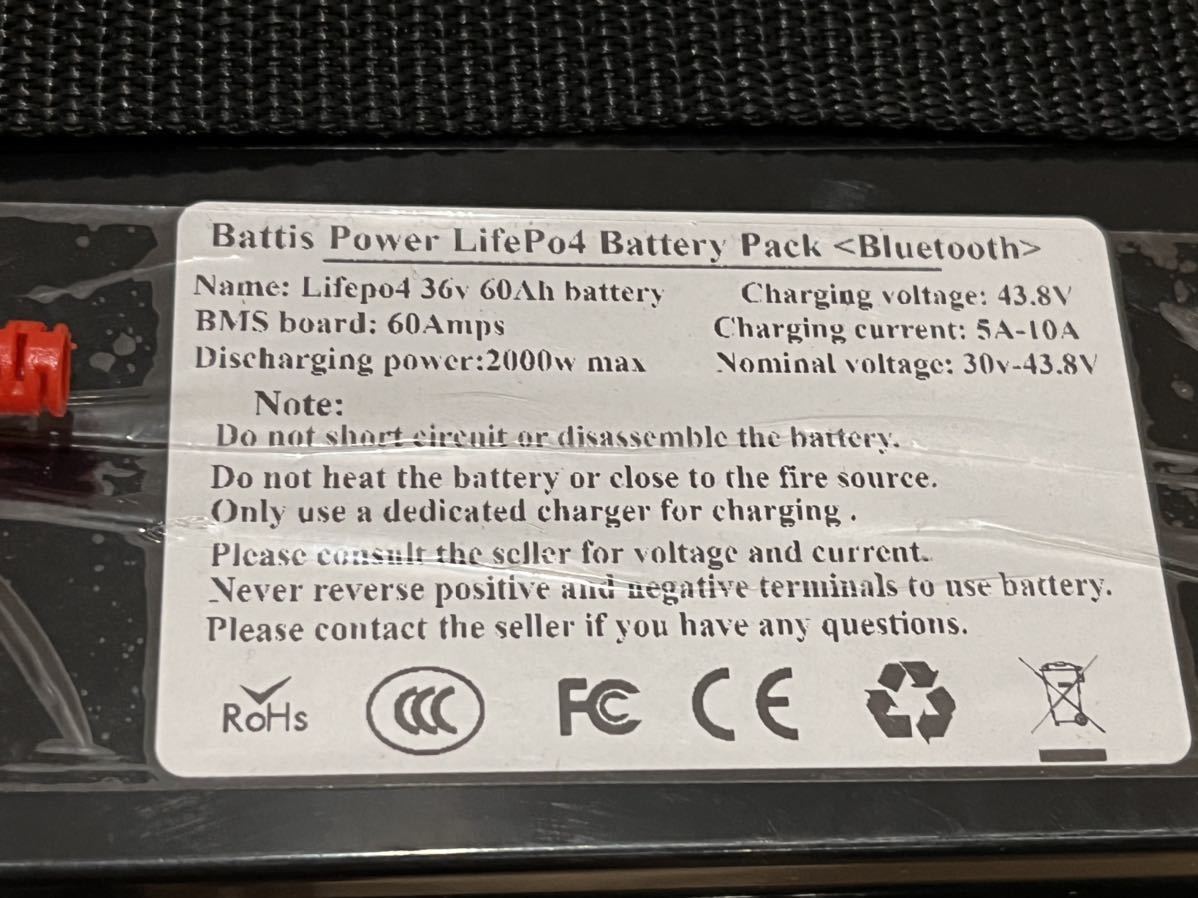 Battis Power LifePo4 Battery Pack <Bluetooth>
Name: Lifepo4 36v 60Ah battery
Charging voltage: 43.8V
BMS board: 60Amps
Charging current: 5A-10A
Discharging power:2000w max
Nominal voltage: 30v-43.8V
Note:
Do not short circuit or disassemble the battery.
Do not heat the battery or close to the fire source.
Only use a dedicated charger for charging .
Please consult the seller for voltage and current.
Never reverse positive and negative terminals to use battery.
Please contact the seller if you have any questions.
RoHs CCC FC CE